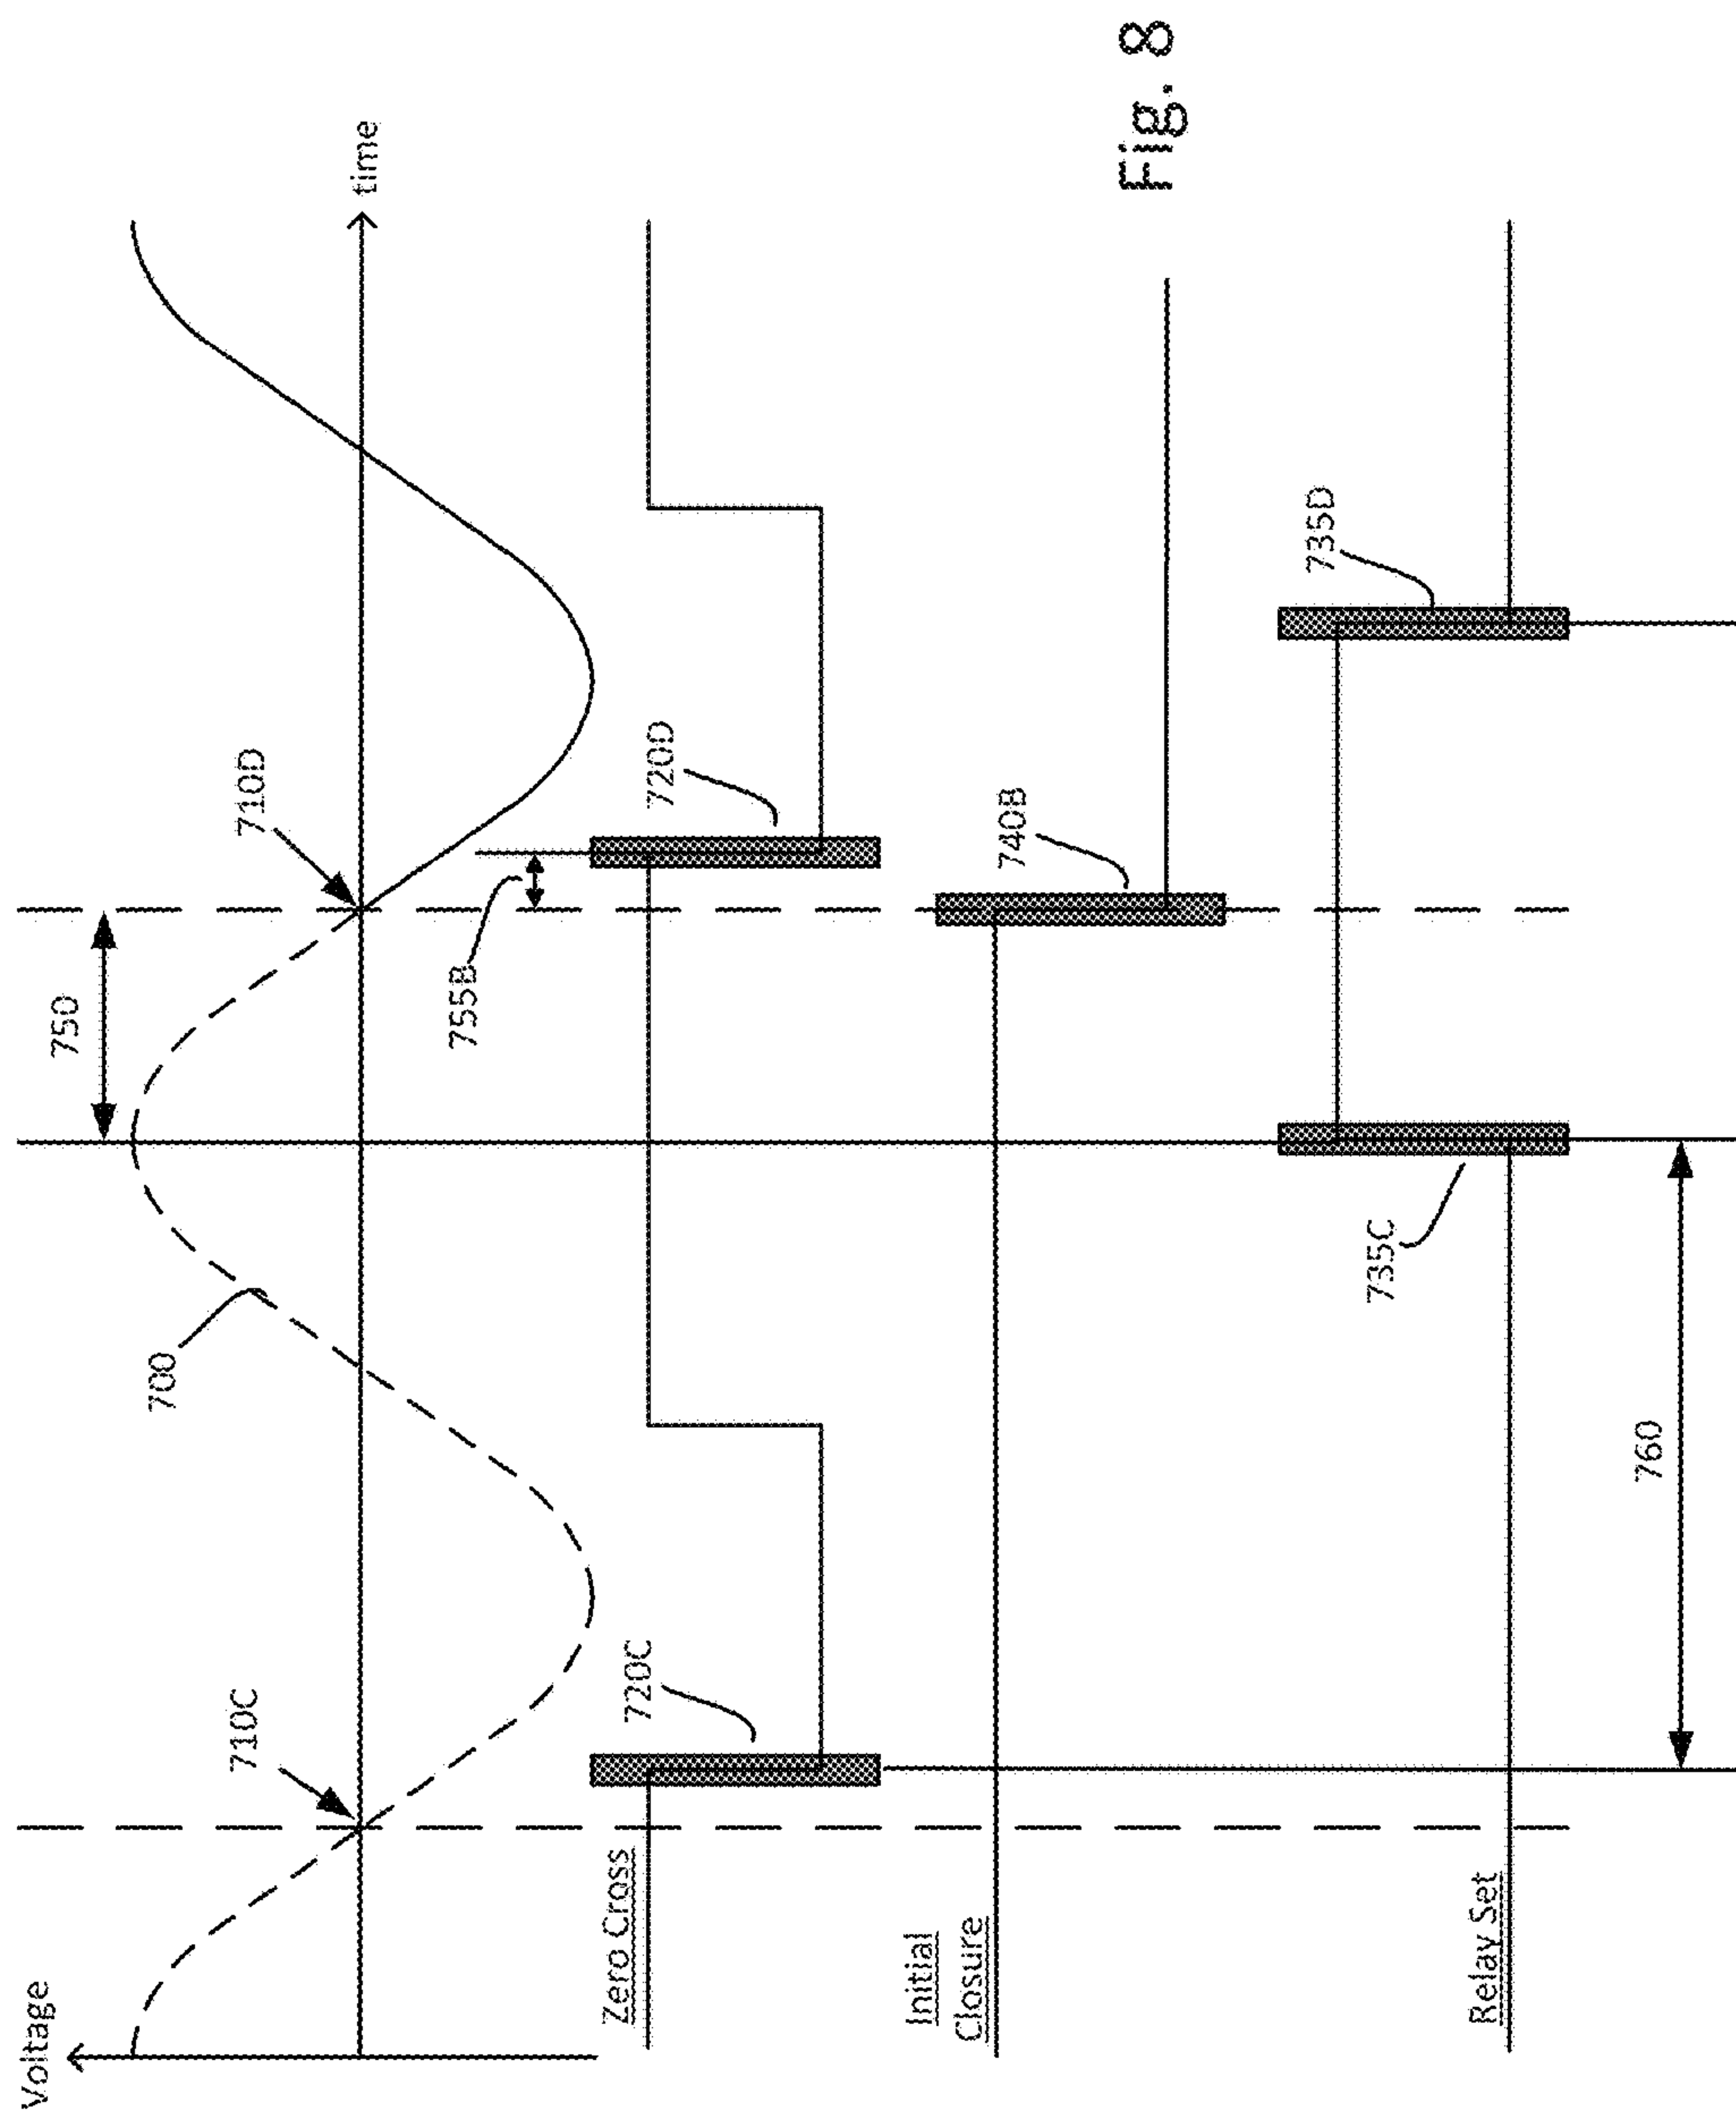 Voltage
750
700
710C
710D
time
755B
Zero Cross
720C
720D
Initial
Closure
740B
Fig. 8
Relay Set
735C
735D
760